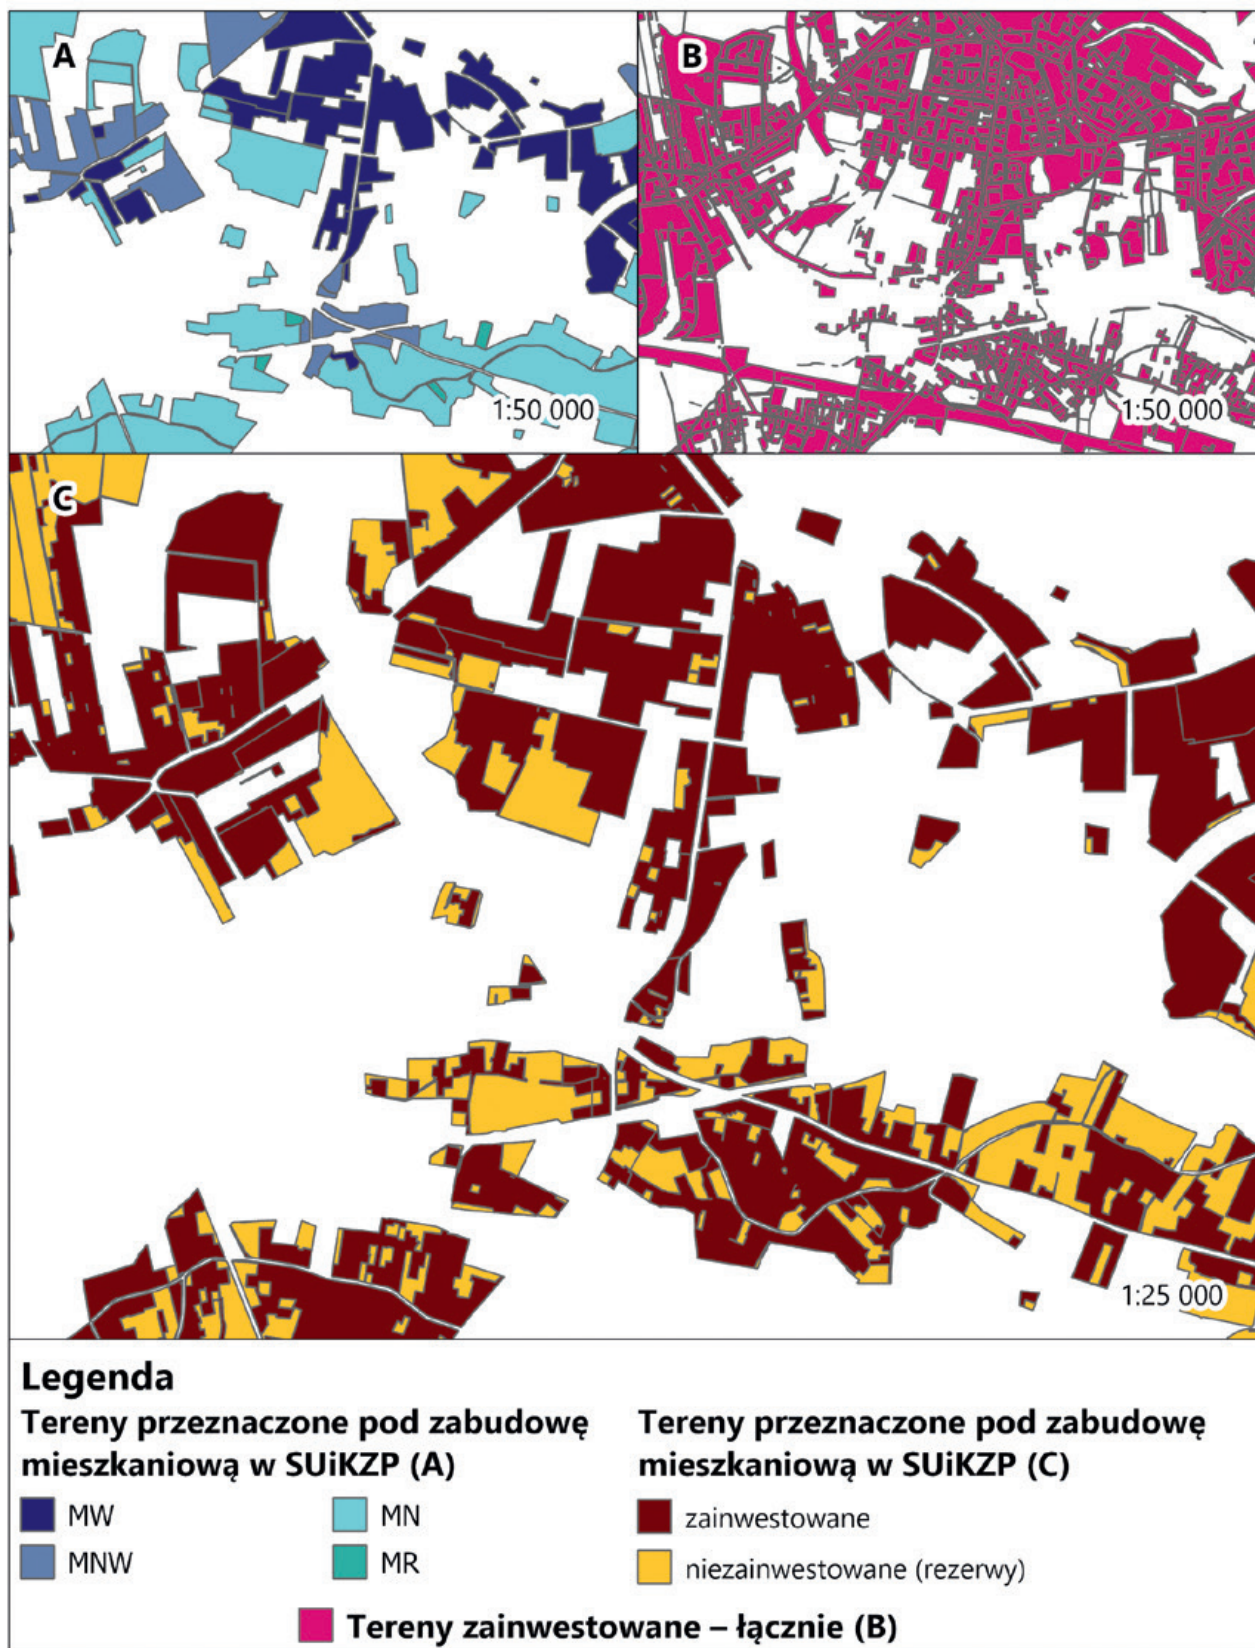 A
B
1:50 000
1:50 000
C
1:25 000
Legenda
Tereny przeznaczone pod zabudowę
mieszkaniową w SUiKZP (A)
MW
MN
MNW
MR
Tereny przeznaczone pod zabudowę
mieszkaniową w SUiKZP (C)
zainwestowane
niezainwestowane (rezerwy)
Tereny zainwestowane – łącznie (B)